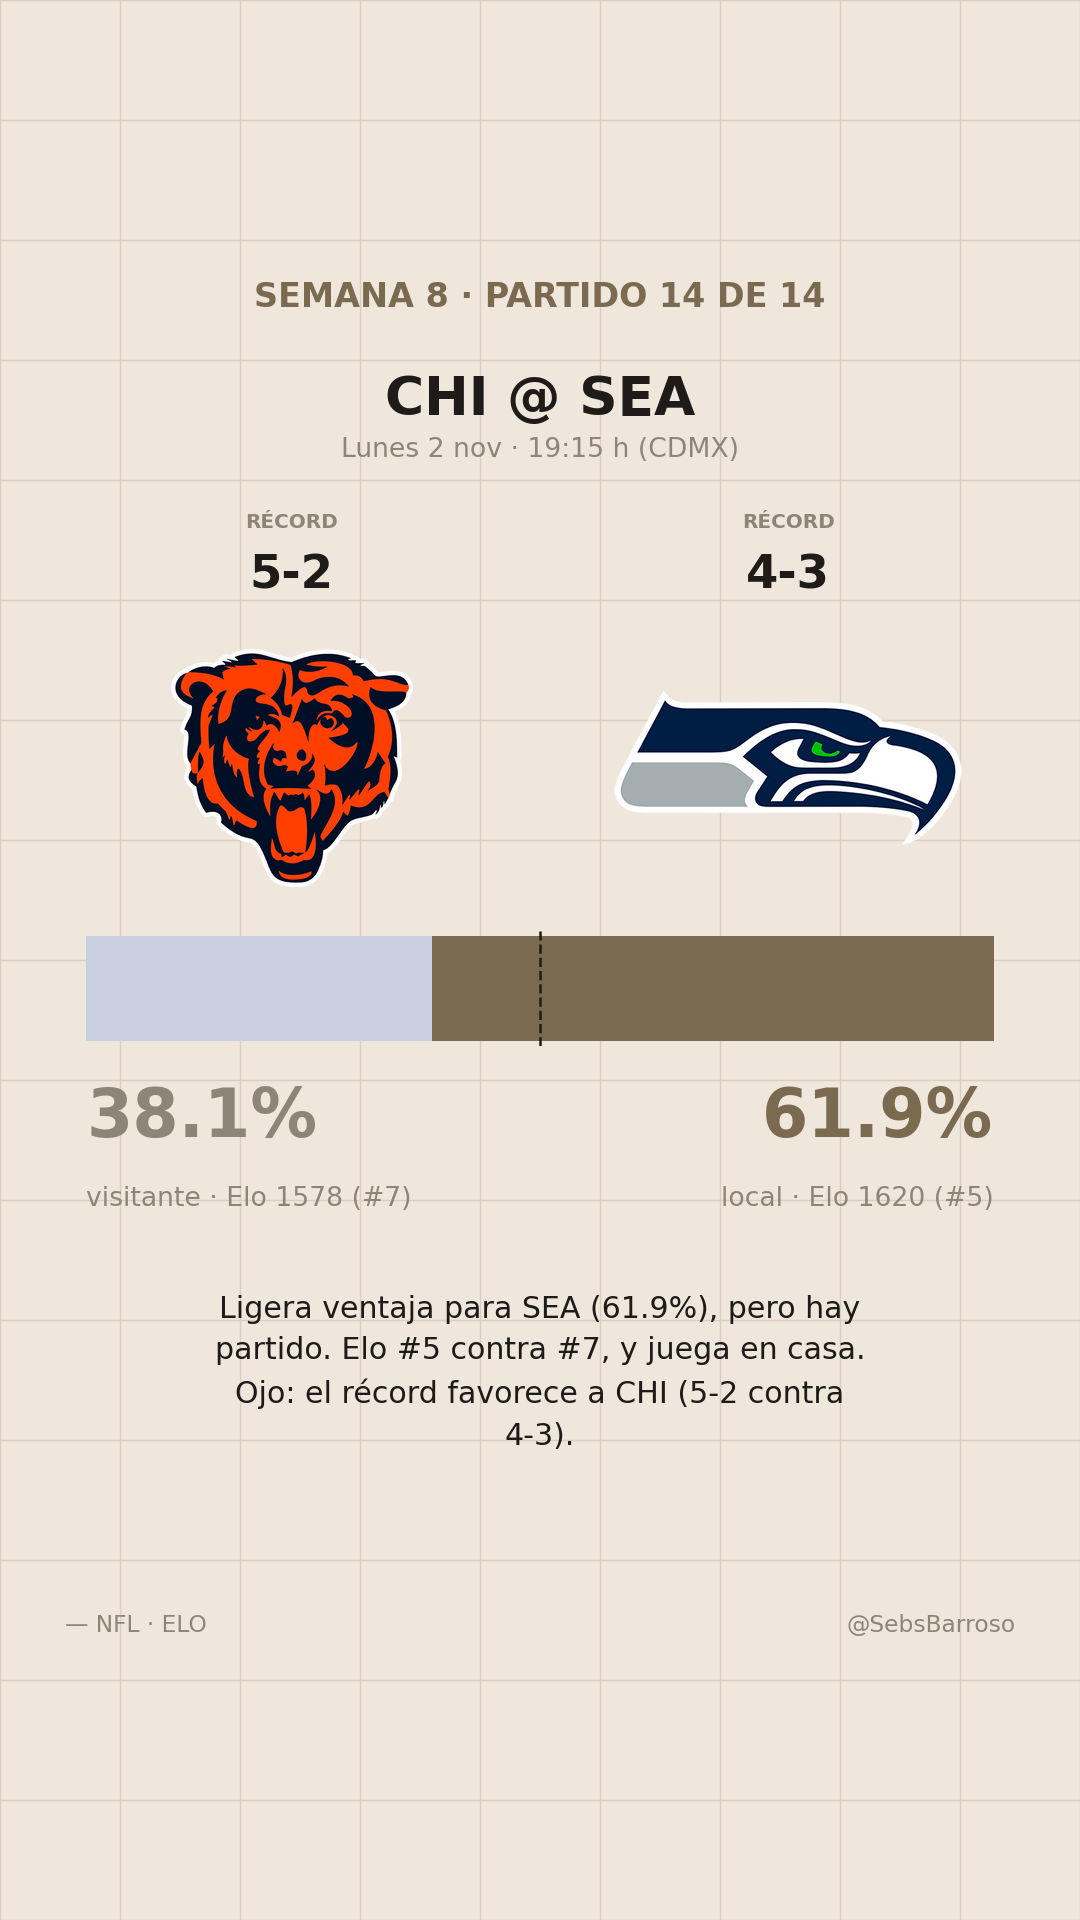 SEMANA 8 · PARTIDO 14 DE 14
CHI @ SEA
Lunes 2 nov · 19:15 h (CDMX)
RÉCORD
5-2
RÉCORD
4-3
38.1%
61.9%
visitante · Elo 1578 (#7)
local · Elo 1620 (#5)
Ligera ventaja para SEA (61.9%), pero hay
partido. Elo #5 contra #7, y juega en casa.
Ojo: el récord favorece a CHI (5-2 contra
4-3).
— NFL · ELO
@SebsBarroso